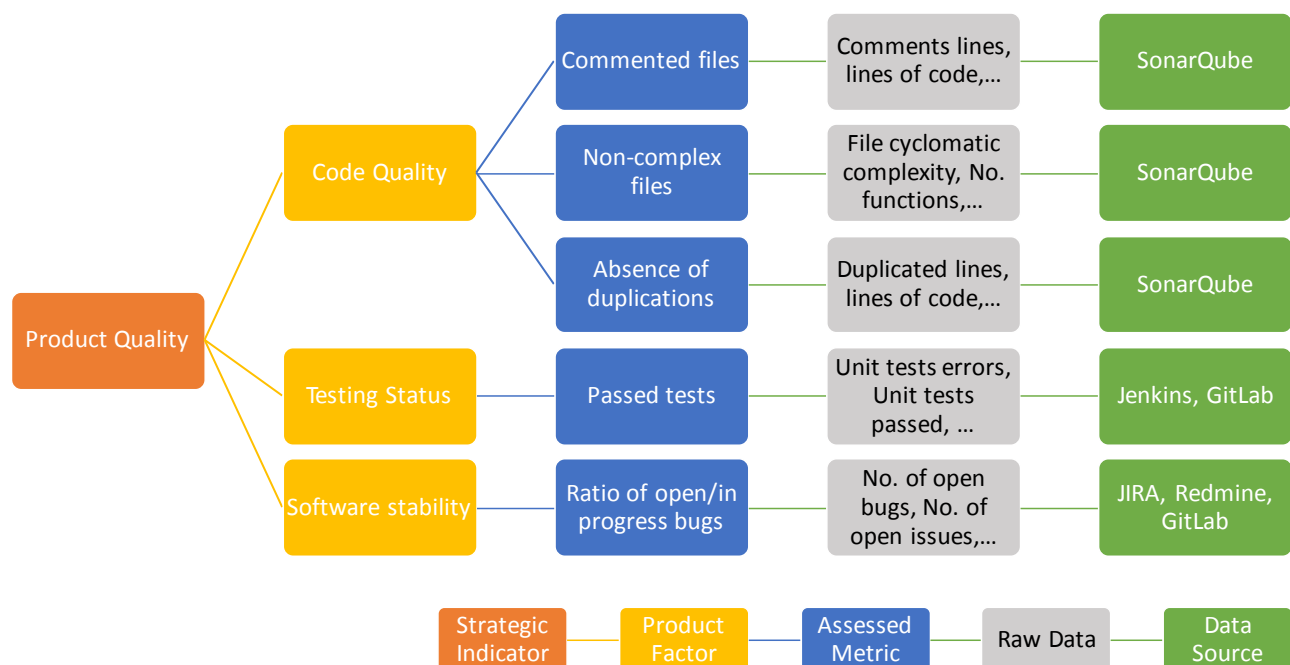 Commented files
Comments lines,
lines of code,...
SonarQube
Code Quality
Non-complex
files
File cyclomatic
complexity, No.
functions,...
SonarQube
Absence of
duplications
Duplicated lines,
lines of code,...
SonarQube
Product Quality
Testing Status
Passed tests
Unit tests errors,
Unit tests
passed, ...
Jenkins, GitLab
Software stability
Ratio of open/in
progress bugs
No. of open
bugs, No. of
open issues,...
JIRA, Redmine,
GitLab
Strategic
Indicator
Product
Factor
Assessed
Metric
Raw Data
Data
Source